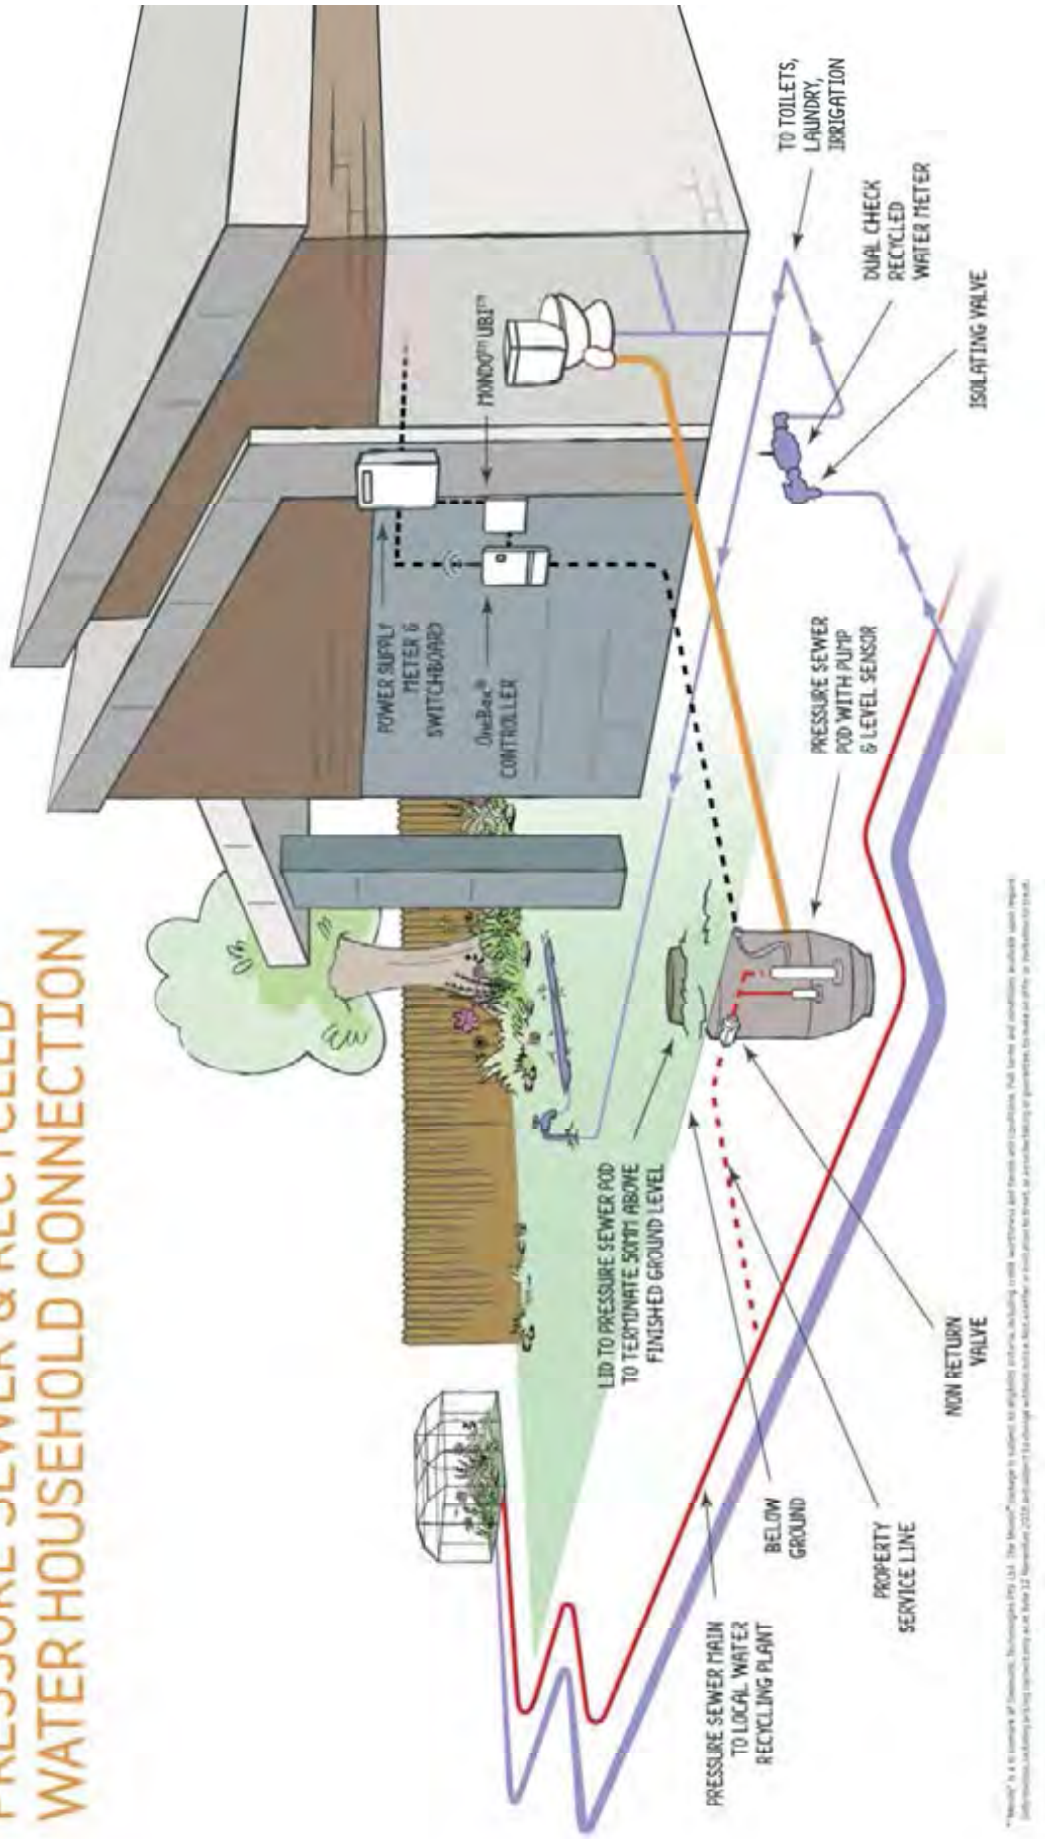 PRESSURE SEWER & RECYCLED
WATER HOUSEHOLD CONNECTION
POWER SUPPLY
METER &
SWITCHBOARD
OneBox®
CONTROLLER
MONDO™ UBI™
TO TOILETS,
LAUNDRY,
IRRIGATION
DUAL CHECK
RECYCLED
WATER METER
ISOLATING VALVE
PRESSURE SEWER
POD WITH PUMP
& LEVEL SENSOR
LID TO PRESSURE SEWER POD
TO TERMINATE 50MM ABOVE
FINISHED GROUND LEVEL
NON RETURN
VALVE
BELOW
GROUND
PROPERTY
SERVICE LINE
PRESSURE SEWER MAIN
TO LOCAL WATER
RECYCLING PLANT